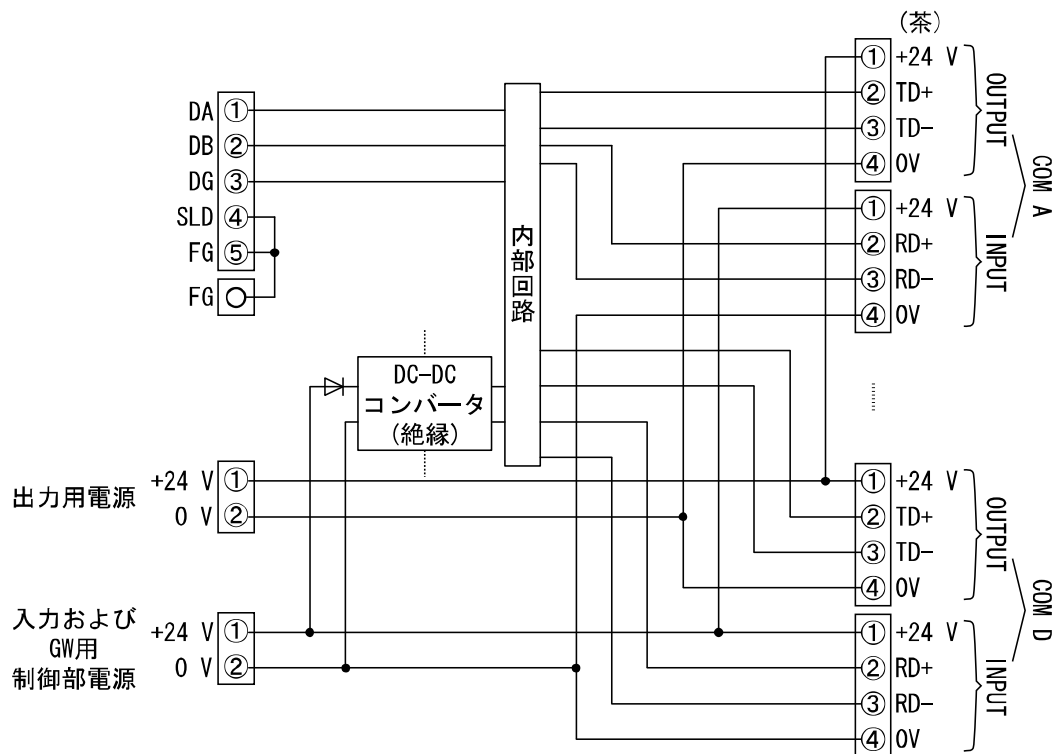 DA ①
DB ②
DG ③
SLD ④
FG ⑤
FG
内部回路
DC-DC
コンバータ
(絶縁)
出力用電源
+24 V ①
0 V ②
入力および
GW用
制御部電源
+24 V ①
0 V ②
(茶)
① +24 V
② TD+
③ TD-
④ 0V
OUTPUT
① +24 V
② RD+
③ RD-
④ 0V
INPUT
COM A
① +24 V
② TD+
③ TD-
④ 0V
OUTPUT
① +24 V
② RD+
③ RD-
④ 0V
INPUT
COM D